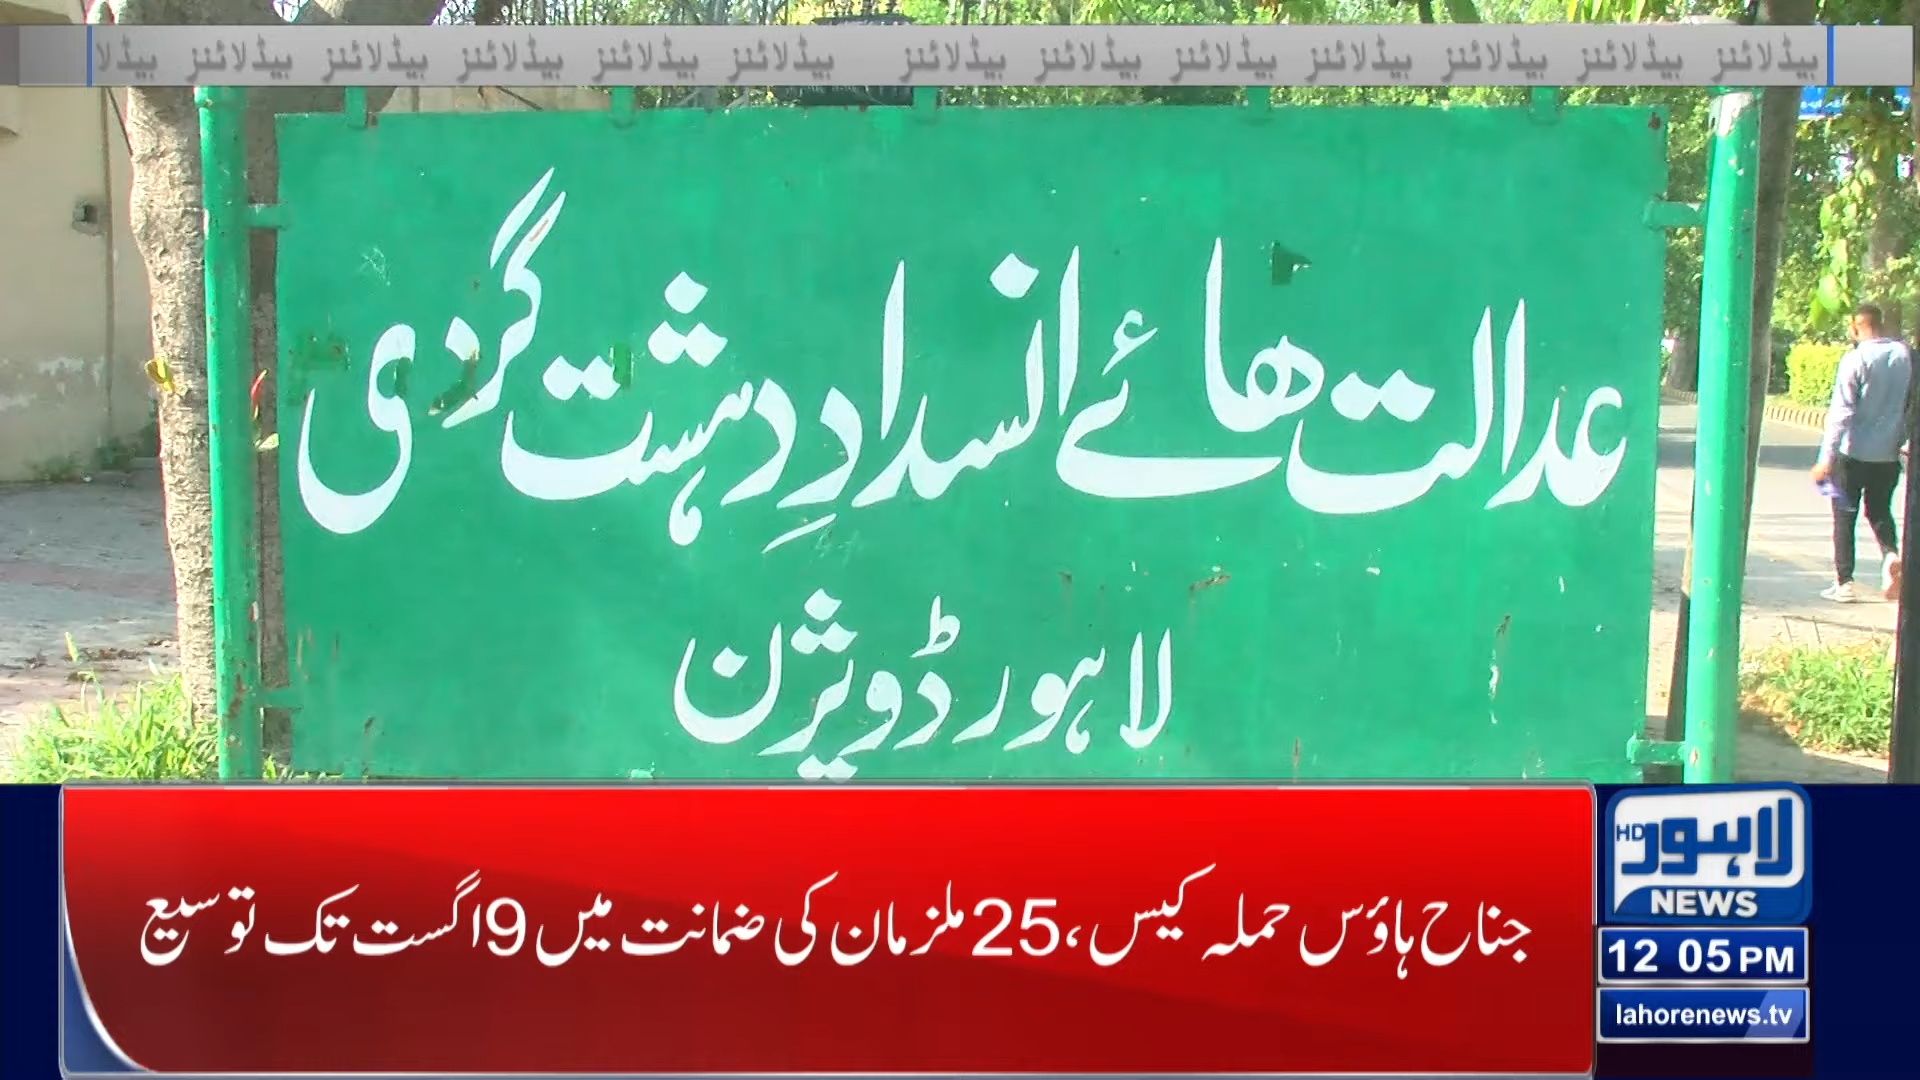 ہیڈلائنز ہیڈلائنز ہیڈلائنز ہیڈلائنز ہیڈلائنز ہیڈلائنز ہیڈلائنز ہیڈلائنز ہیڈلائنز ہیڈلائنز ہیڈلائنز ہیڈلائنز ہیڈلا
عدالت ھائے انسدادِ دہشت گردی
لاہور ڈویژن
جناح ہاؤس حملہ کیس، 25 ملزمان کی ضمانت میں 9 اگست تک توسیع
لاہور HD
NEWS
12 05 PM
lahorenews.tv